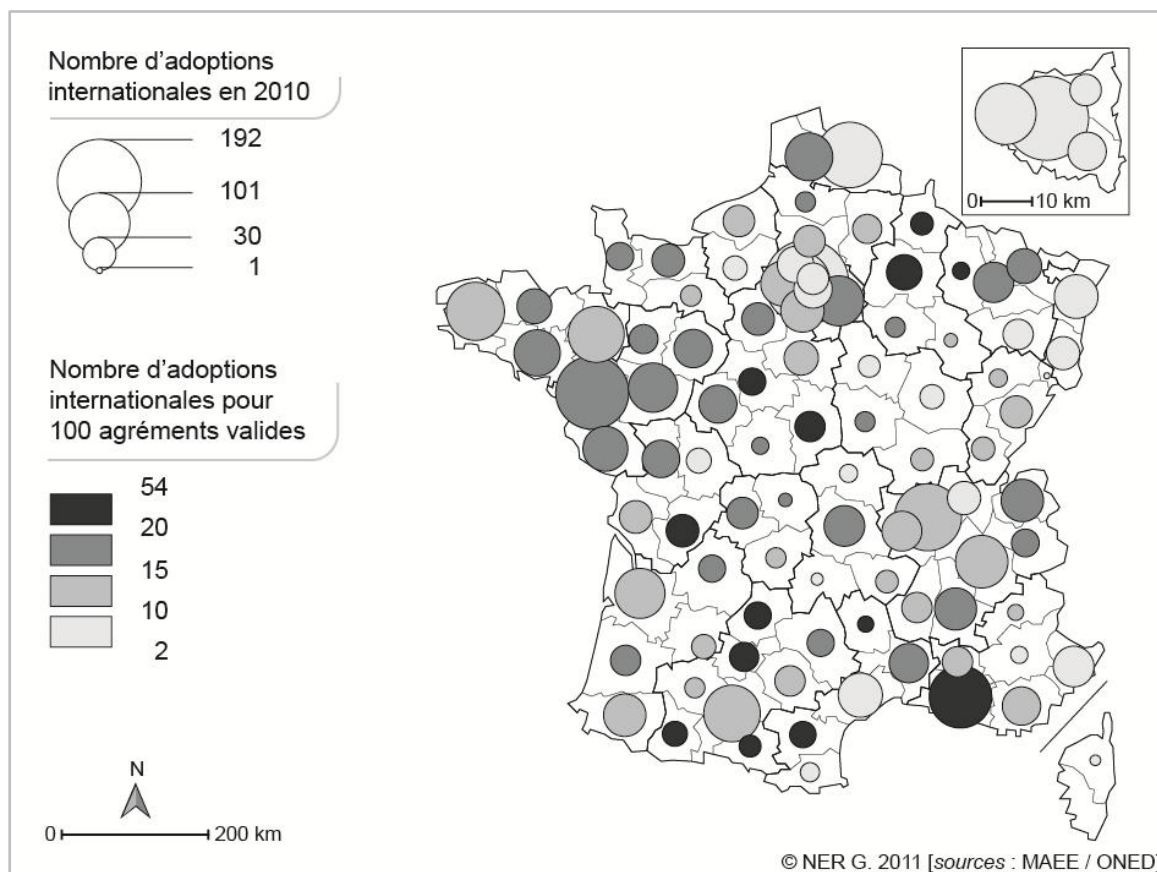 Nombre d'adoptions
internationales en 2010
192
101
30
1
Nombre d'adoptions
internationales pour
100 agréments valides
54
20
15
10
2
N
0 200 km
0 10 km
© NER G. 2011 [sources : MAEE / ONED]